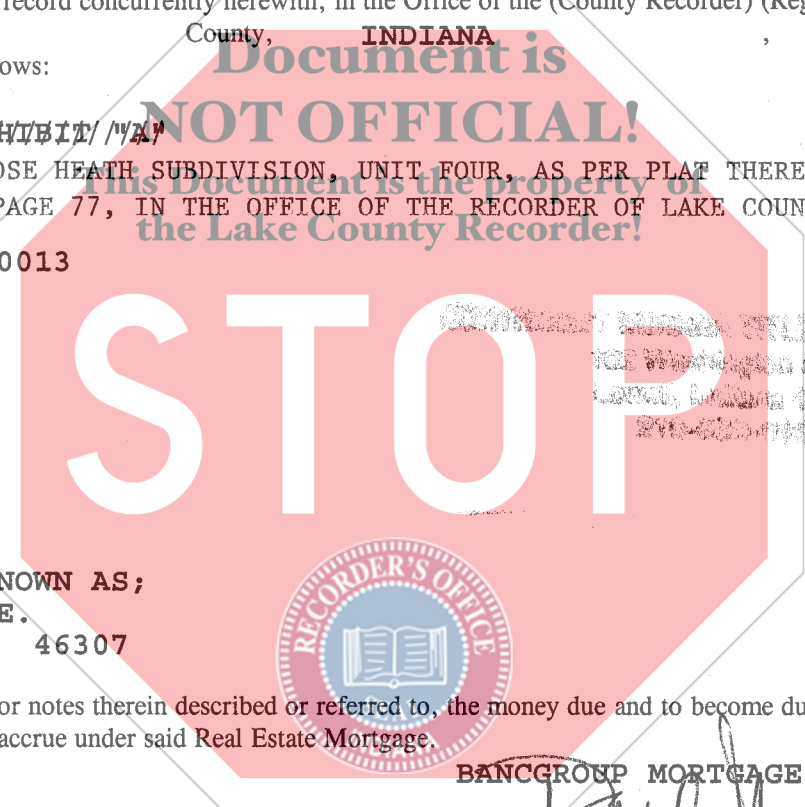 record concurrently herewith, in the Office of the (County Recorder) (Reg
County, INDIANA ,
Document is
ows:
NOT OFFICIAL!
HIBIT "A"
OSE HEATH SUBDIVISION, UNIT FOUR, AS PER PLAT THERE
This Document is the property of
PAGE 77, IN THE OFFICE OF THE RECORDER OF LAKE COUN
the Lake County Recorder!
0013
STOP
NOWN AS;
E.
46307
RECORDER'S OFFICE
or notes therein described or referred to, the money due and to become du
accrue under said Real Estate Mortgage.
BANCGROUP MORTGAGE